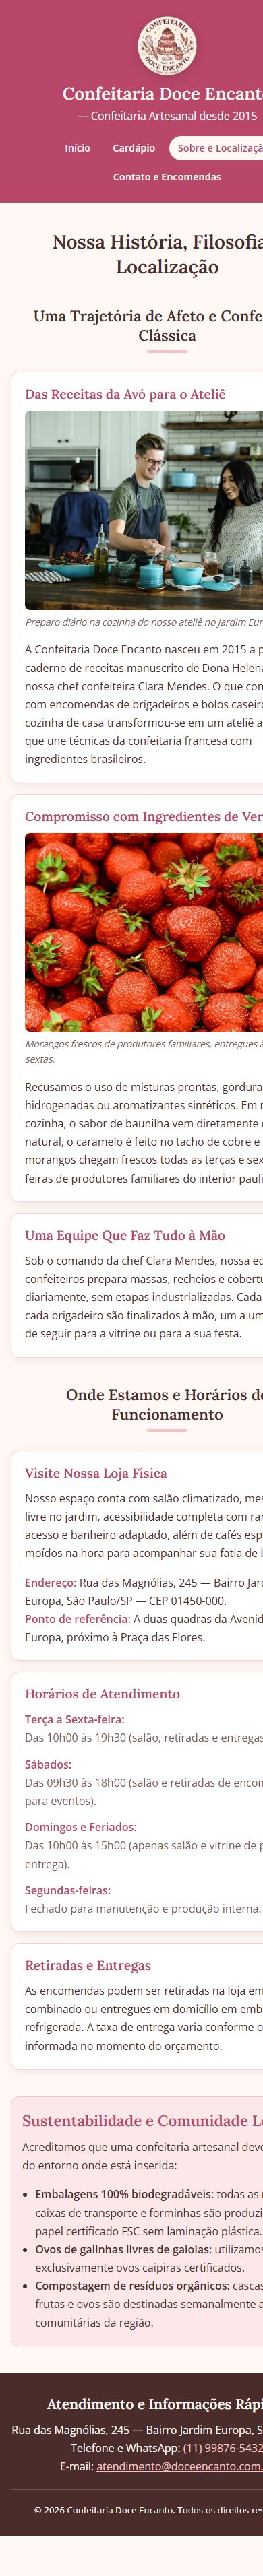 CONFEITARIA
DOCE ENCANTO
Confeitaria Doce Encant
— Confeitaria Artesanal desde 2015
Início Cardápio Sobre e Localizaçã
Contato e Encomendas
Nossa História, Filosofia
Localização
Uma Trajetória de Afeto e Confe
Clássica
Das Receitas da Avó para o Ateliê
Preparo diário na cozinha do nosso ateliê no Jardim Eur
A Confeitaria Doce Encanto nasceu em 2015 a p
caderno de receitas manuscrito de Dona Helena
nossa chef confeiteira Clara Mendes. O que com
com encomendas de brigadeiros e bolos caseir
cozinha de casa transformou-se em um ateliê a
que une técnicas da confeitaria francesa com
ingredientes brasileiros.
Compromisso com Ingredientes de Ver
Morangos frescos de produtores familiares, entregues à
sextas.
Recusamos o uso de misturas prontas, gordura
hidrogenadas ou aromatizantes sintéticos. Em n
cozinha, o sabor de baunilha vem diretamente
natural, o caramelo é feito no tacho de cobre e
morangos chegam frescos todas as terças e sex
feiras de produtores familiares do interior pauli
Uma Equipe Que Faz Tudo à Mão
Sob o comando da chef Clara Mendes, nossa eq
confeiteiros prepara massas, recheios e cobertu
diariamente, sem etapas industrializadas. Cada
cada brigadeiro são finalizados à mão, um a um
de seguir para a vitrine ou para a sua festa.
Onde Estamos e Horários de
Funcionamento
Visite Nossa Loja Física
Nosso espaço conta com salão climatizado, mes
livre no jardim, acessibilidade completa com ra
acesso e banheiro adaptado, além de cafés esp
moídos na hora para acompanhar sua fatia de b
Endereço: Rua das Magnólias, 245 — Bairro Jard
Europa, São Paulo/SP — CEP 01450-000.
Ponto de referência: A duas quadras da Avenid
Europa, próximo à Praça das Flores.
Horários de Atendimento
Terça a Sexta-feira:
Das 10h00 às 19h30 (salão, retiradas e entregas
Sábados:
Das 09h30 às 18h00 (salão e retiradas de encom
para eventos).
Domingos e Feriados:
Das 10h00 às 15h00 (apenas salão e vitrine de p
entrega).
Segundas-feiras:
Fechado para manutenção e produção interna.
Retiradas e Entregas
As encomendas podem ser retiradas na loja em
combinado ou entregues em domicílio em emb
refrigerada. A taxa de entrega varia conforme o
informada no momento do orçamento.
Sustentabilidade e Comunidade L
Acreditamos que uma confeitaria artesanal deve
do entorno onde está inserida:
• Embalagens 100% biodegradáveis: todas as
caixas de transporte e forminhas são produzi
papel certificado FSC sem laminação plástica.
• Ovos de galinhas livres de gaiolas: utilizamos
exclusivamente ovos caipiras certificados.
• Compostagem de resíduos orgânicos: cascas
frutas e ovos são destinadas semanalmente a
comunitárias da região.
Atendimento e Informações Rápi
Rua das Magnólias, 245 — Bairro Jardim Europa, S
Telefone e WhatsApp: (11) 99876-5432
E-mail: atendimento@doceencanto.com.
© 2026 Confeitaria Doce Encanto. Todos os direitos res